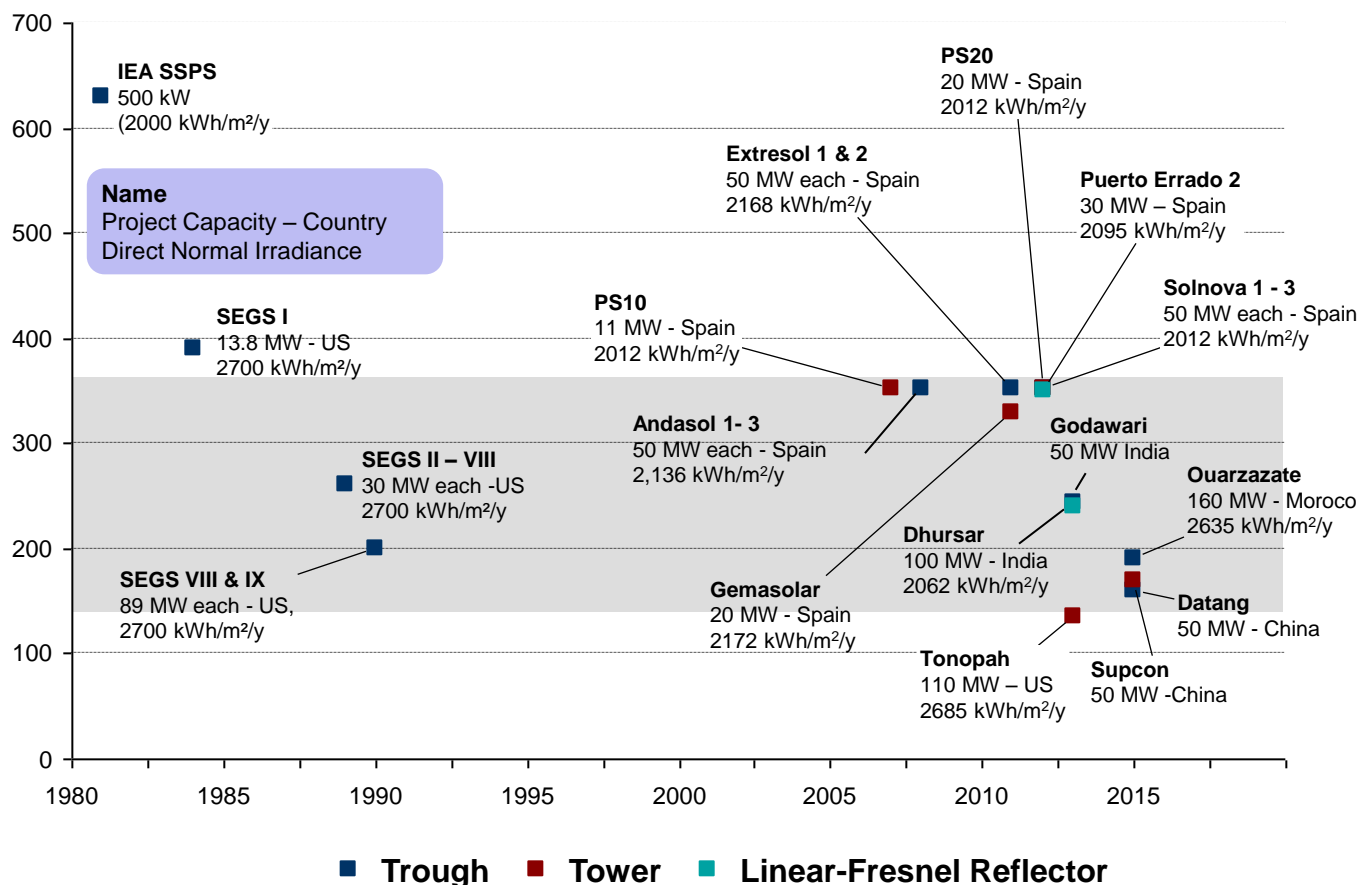 700
600
500
400
300
200
100
0
IEA SSPS
500 kW
(2000 kWh/m²/y
Name
Project Capacity – Country
Direct Normal Irradiance
SEGS I
13.8 MW - US
2700 kWh/m²/y
SEGS II – VIII
30 MW each -US
2700 kWh/m²/y
SEGS VIII & IX
89 MW each - US,
2700 kWh/m²/y
PS10
11 MW - Spain
2012 kWh/m²/y
Andasol 1- 3
50 MW each - Spain
2,136 kWh/m²/y
Extresol 1 & 2
50 MW each - Spain
2168 kWh/m²/y
PS20
20 MW - Spain
2012 kWh/m²/y
Puerto Errado 2
30 MW – Spain
2095 kWh/m²/y
Solnova 1 - 3
50 MW each - Spain
2012 kWh/m²/y
Godawari
50 MW India
Ouarzazate
160 MW - Moroco
2635 kWh/m²/y
Dhursar
100 MW - India
2062 kWh/m²/y
Gemasolar
20 MW - Spain
2172 kWh/m²/y
Datang
50 MW - China
Tonopah
110 MW – US
2685 kWh/m²/y
Supcon
50 MW -China
1980
1985
1990
1995
2000
2005
2010
2015
Trough
Tower
Linear-Fresnel Reflector